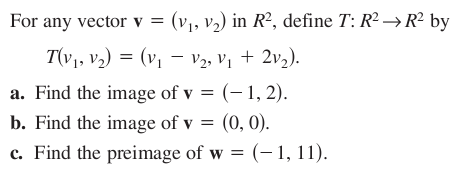 For any vector v = (v₁, v₂) in R², define T: R² → R² by
T(v₁, v₂) = (v₁ − v₂, v₁ + 2v₂).
a. Find the image of v = (−1, 2).
b. Find the image of v = (0, 0).
c. Find the preimage of w = (−1, 11).